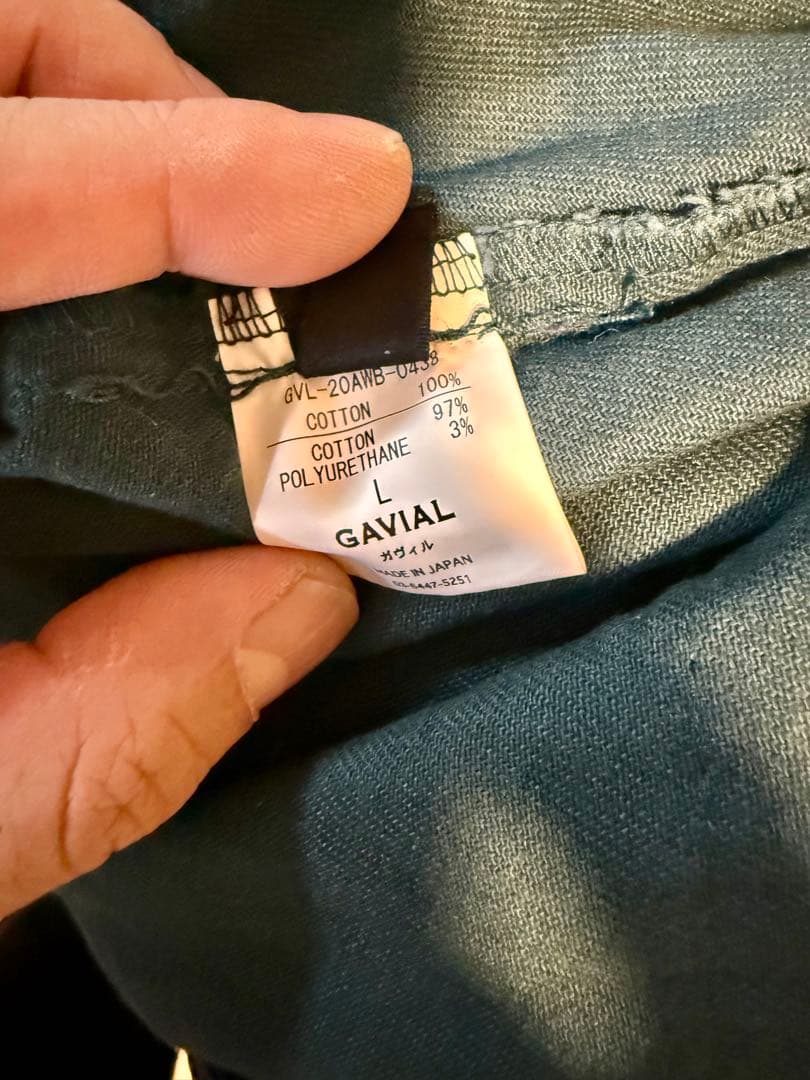 GVL-20AWB-0438
COTTON 100%
COTTON 97%
POLYURETHANE 3%
L
GAVIAL
ガヴィル
MADE IN JAPAN
03-6447-5251